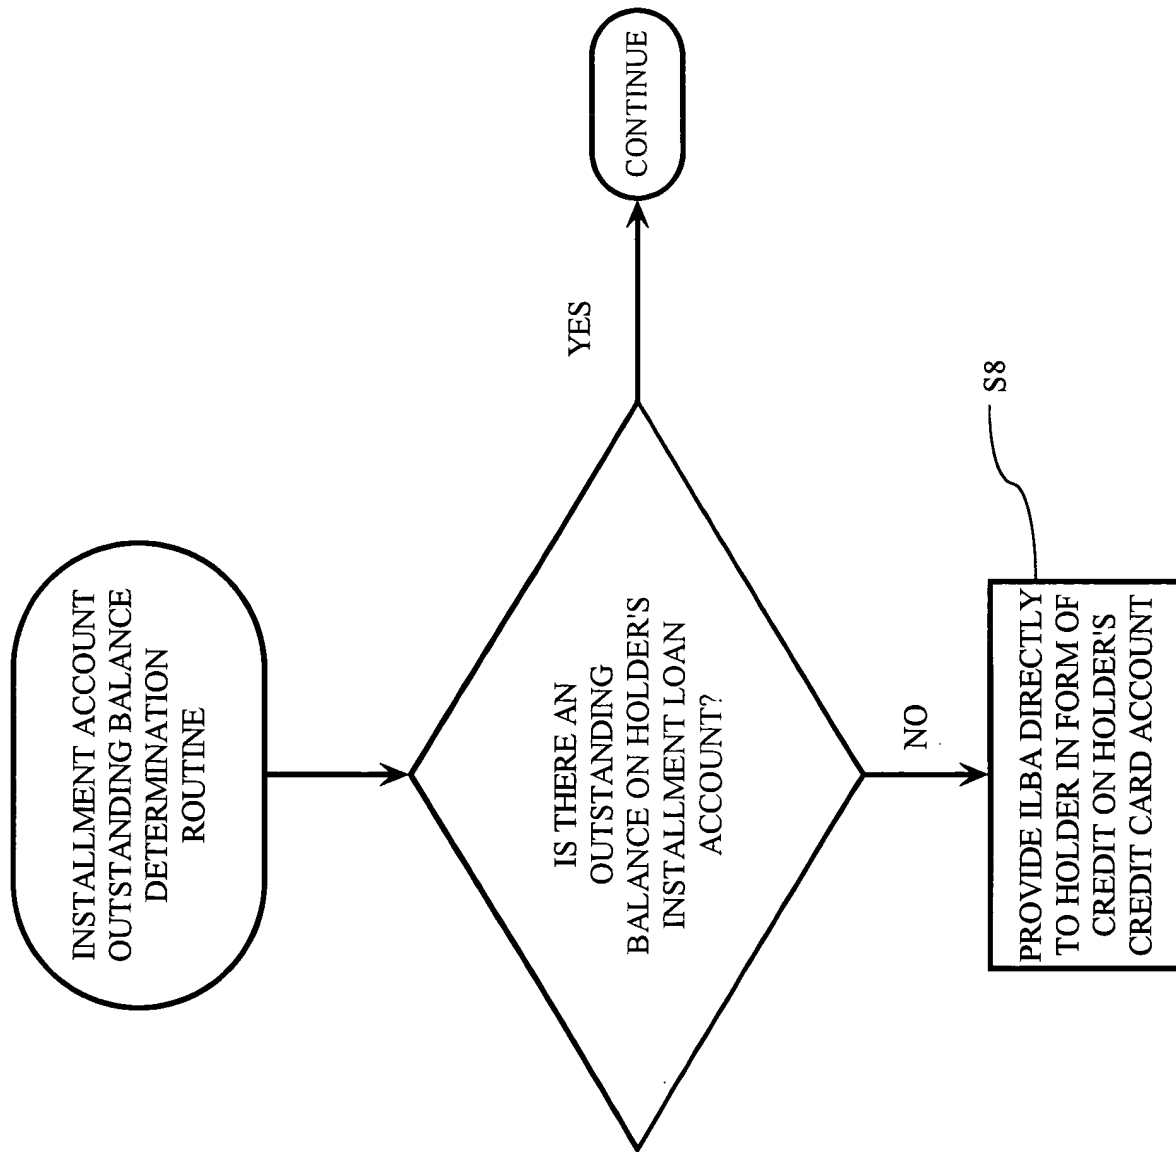 INSTALLMENT ACCOUNT
OUTSTANDING BALANCE
DETERMINATION
ROUTINE
IS THERE AN
OUTSTANDING
BALANCE ON HOLDER'S
INSTALLMENT LOAN
ACCOUNT?
YES
CONTINUE
NO
S8
PROVIDE ILBA DIRECTLY
TO HOLDER IN FORM OF
CREDIT ON HOLDER'S
CREDIT CARD ACCOUNT